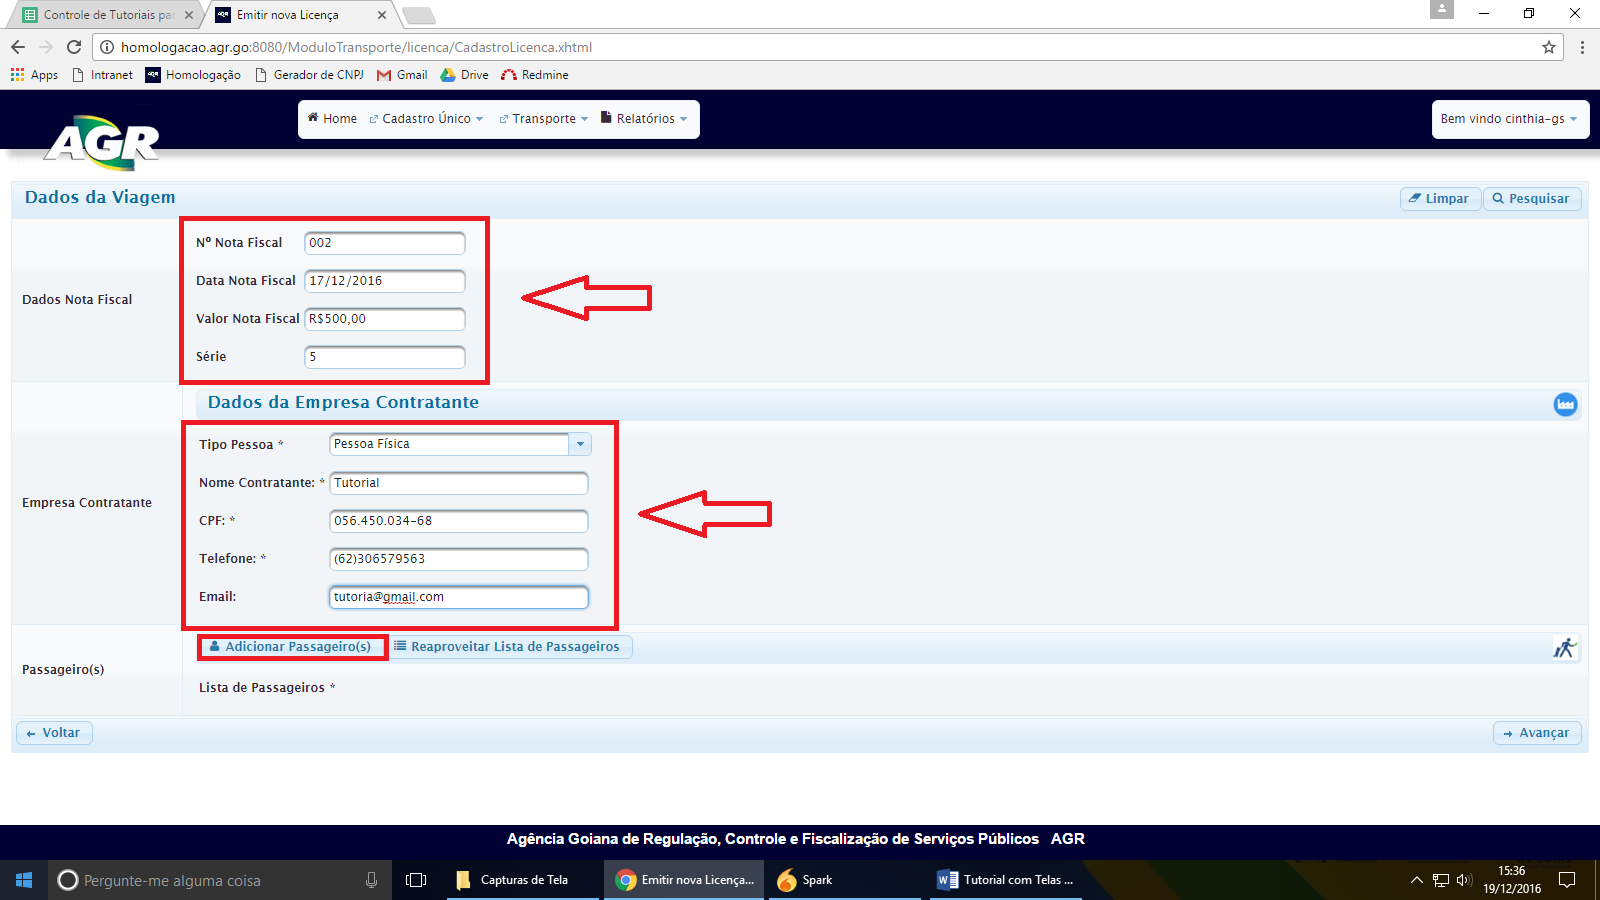 Controle de Tutoriais par
Emitir nova Licença
homologacao.agr.go:8080/ModuloTransporte/licenca/CadastroLicenca.xhtml
Apps Intranet Homologação Gerador de CNPJ Gmail Drive Redmine
AGR
Home Cadastro Único Transporte Relatórios
Bem vindo cinthia-gs
Dados da Viagem
Limpar Pesquisar
Nº Nota Fiscal 002
Data Nota Fiscal 17/12/2016
Dados Nota Fiscal
Valor Nota Fiscal R$500,00
Série 5
Dados da Empresa Contratante
Tipo Pessoa * Pessoa Física
Nome Contratante: * Tutorial
Empresa Contratante
CPF: * 056.450.034-68
Telefone: * (62)306579563
Email: tutoria@gmail.com
Adicionar Passageiro(s) Reaproveitar Lista de Passageiros
Passageiro(s)
Lista de Passageiros *
Voltar
Avançar
Agência Goiana de Regulação, Controle e Fiscalização de Serviços Públicos AGR
Pergunte-me alguma coisa
Capturas de Tela
Emitir nova Licença...
Spark
Tutorial com Telas ...
15:36
19/12/2016